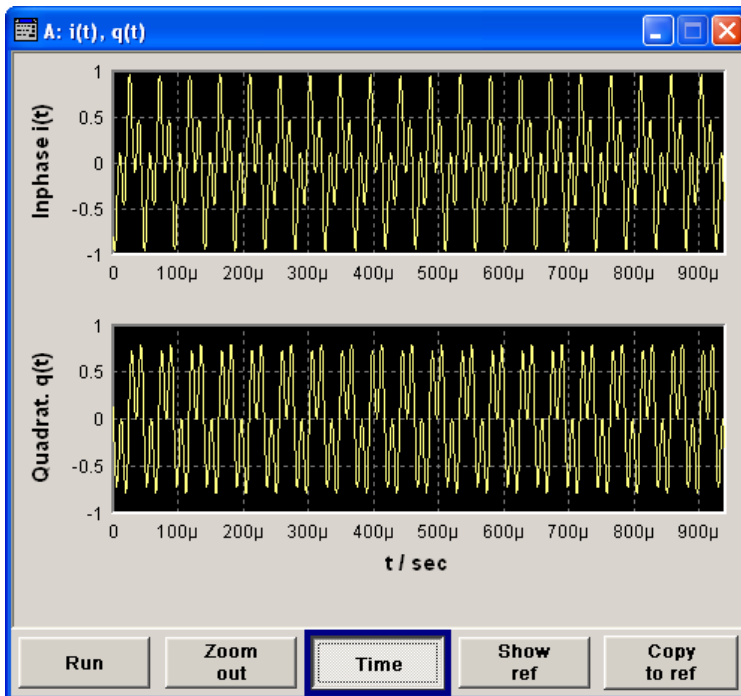 A: i(t), q(t)
Inphase i(t)
1
0.5
0
-0.5
-1
0 100µ 200µ 300µ 400µ 500µ 600µ 700µ 800µ 900µ
Quadrat. q(t)
1
0.5
0
-0.5
-1
0 100µ 200µ 300µ 400µ 500µ 600µ 700µ 800µ 900µ
t / sec
Run
Zoom
out
Time
Show
ref
Copy
to ref